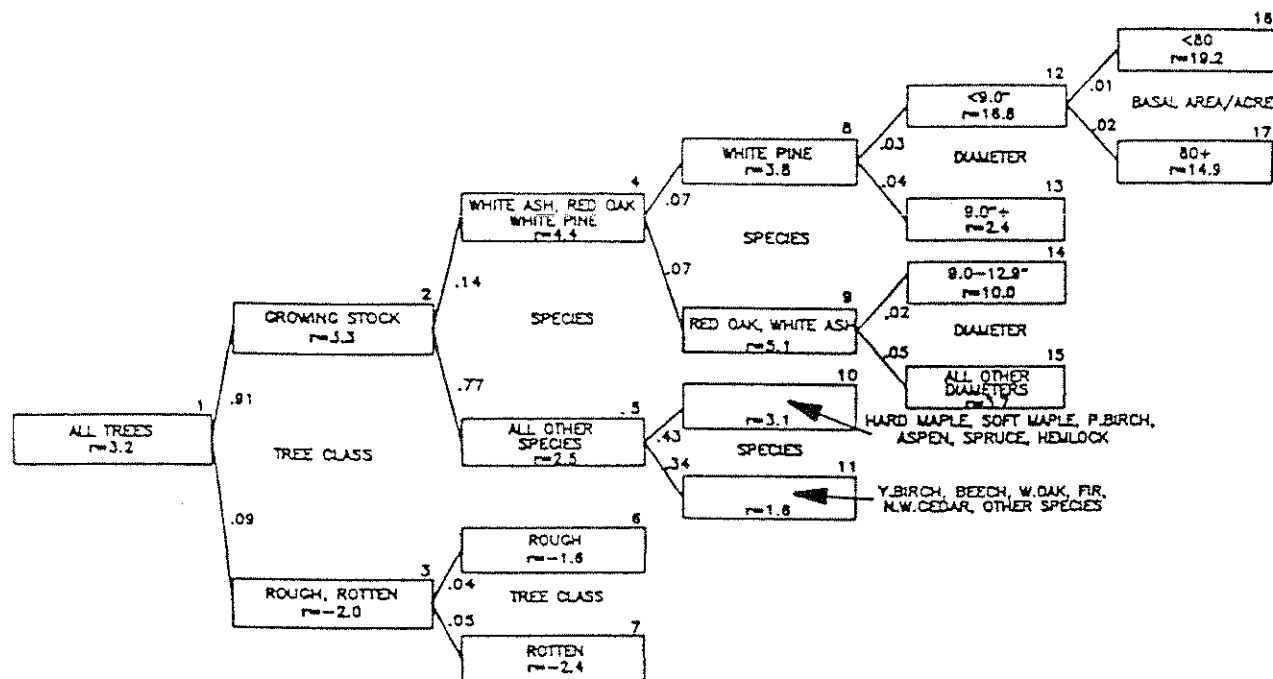 16
<80
r=19.2
12
.01
BASAL AREA/ACRE
<9.0"
r=16.6
.02
17
8
.03
80+
r=14.9
WHITE PINE
r=3.8
DIAMETER
4
.04
13
.07
WHITE ASH, RED OAK
WHITE PINE
r=4.4
9.0"+
r=2.4
SPECIES
14
.07
9.0-12.9"
r=10.0
.14
2
9
.02
GROWING STOCK
r=3.3
SPECIES
RED OAK, WHITE ASH
r=5.1
DIAMETER
.05
15
10
ALL OTHER
DIAMETERS
.77
r=3.1
1
.91
.5
HARD MAPLE, SOFT MAPLE, P.BIRCH,
ASPEN, SPRUCE, HEMLOCK
ALL TREES
r=3.2
ALL OTHER
SPECIES
r=2.5
.43
TREE CLASS
SPECIES
.34
11
Y.BIRCH, BEECH, W.OAK, FIR,
N.W.CEDAR, OTHER SPECIES
r=1.6
.09
6
ROUGH
r=-1.6
3
.04
ROUGH, ROTTEN
r=-2.0
TREE CLASS
.05
7
ROTTEN
r=-2.4